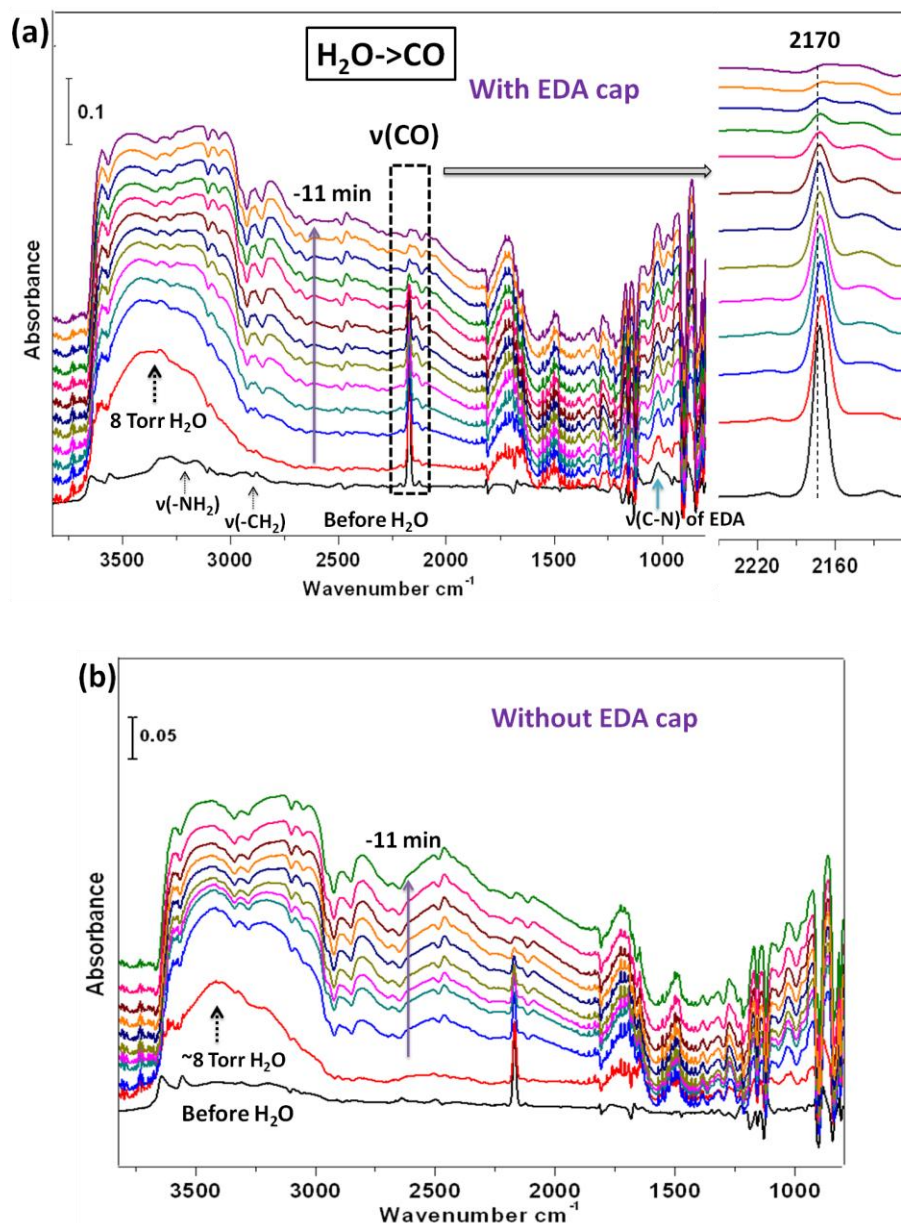 (a)
H₂O->CO
2170
With EDA cap
0.1
ν(CO)
-11 min
Absorbance
8 Torr H₂O
ν(-NH₂)
ν(-CH₂)
Before H₂O
ν(C-N) of EDA
3500 3000 2500 2000 1500 1000
2220 2160
Wavenumber cm⁻¹
(b)
Without EDA cap
0.05
-11 min
Absorbance
~8 Torr H₂O
Before H₂O
3500 3000 2500 2000 1500 1000
Wavenumber cm⁻¹